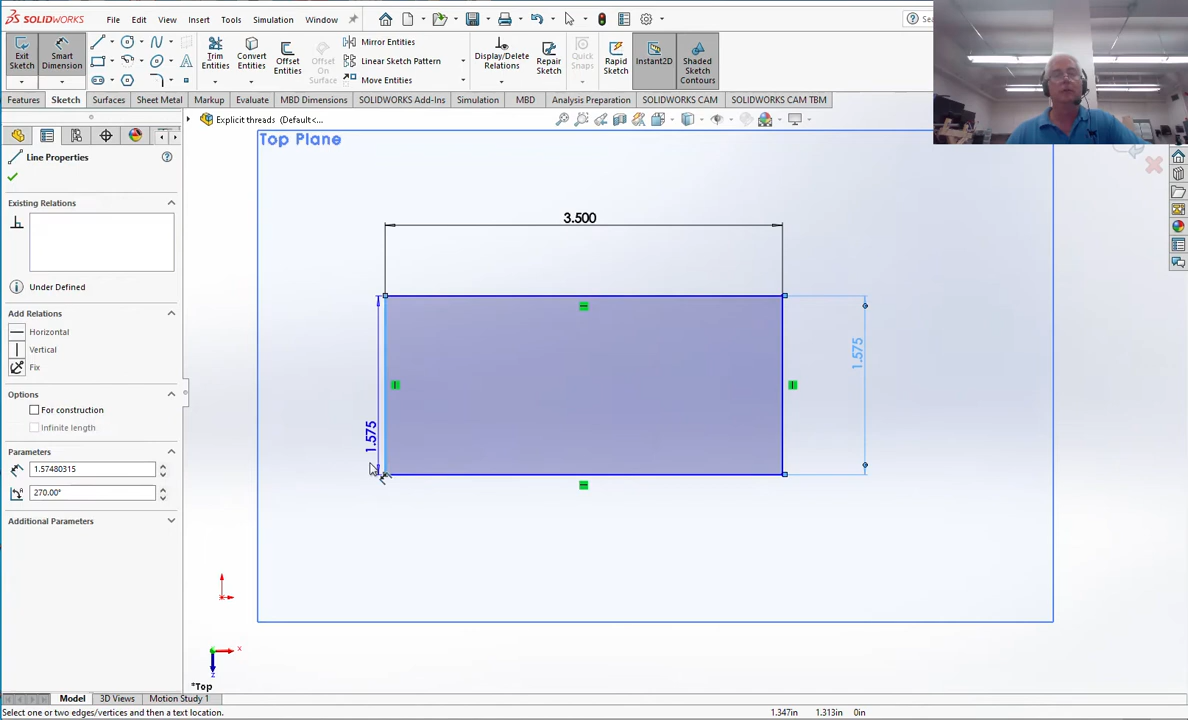 SOLIDWORKS File Edit View Insert Tools Simulation Window
Exit Sketch
Smart Dimension
Trim Entities
Convert Entities
Offset Entities
Offset On Surface
Mirror Entities
Linear Sketch Pattern
Move Entities
Display/Delete Relations
Repair Sketch
Quick Snaps
Rapid Sketch
Instant2D
Shaded Sketch Contours
Features Sketch Surfaces Sheet Metal Markup Evaluate MBD Dimensions SOLIDWORKS Add-Ins Simulation MBD Analysis Preparation SOLIDWORKS CAM SOLIDWORKS CAM TBM
Explicit threads (Default<...
Line Properties
Existing Relations
Under Defined
Add Relations
Horizontal
Vertical
Fix
Options
For construction
Infinite length
Parameters
1.57480315
270.00°
Additional Parameters
Top Plane
3.500
1.575
1.575
x
z
*Top
Model 3D Views Motion Study 1
Select one or two edges/vertices and then a text location. 1.347in 1.313in 0in